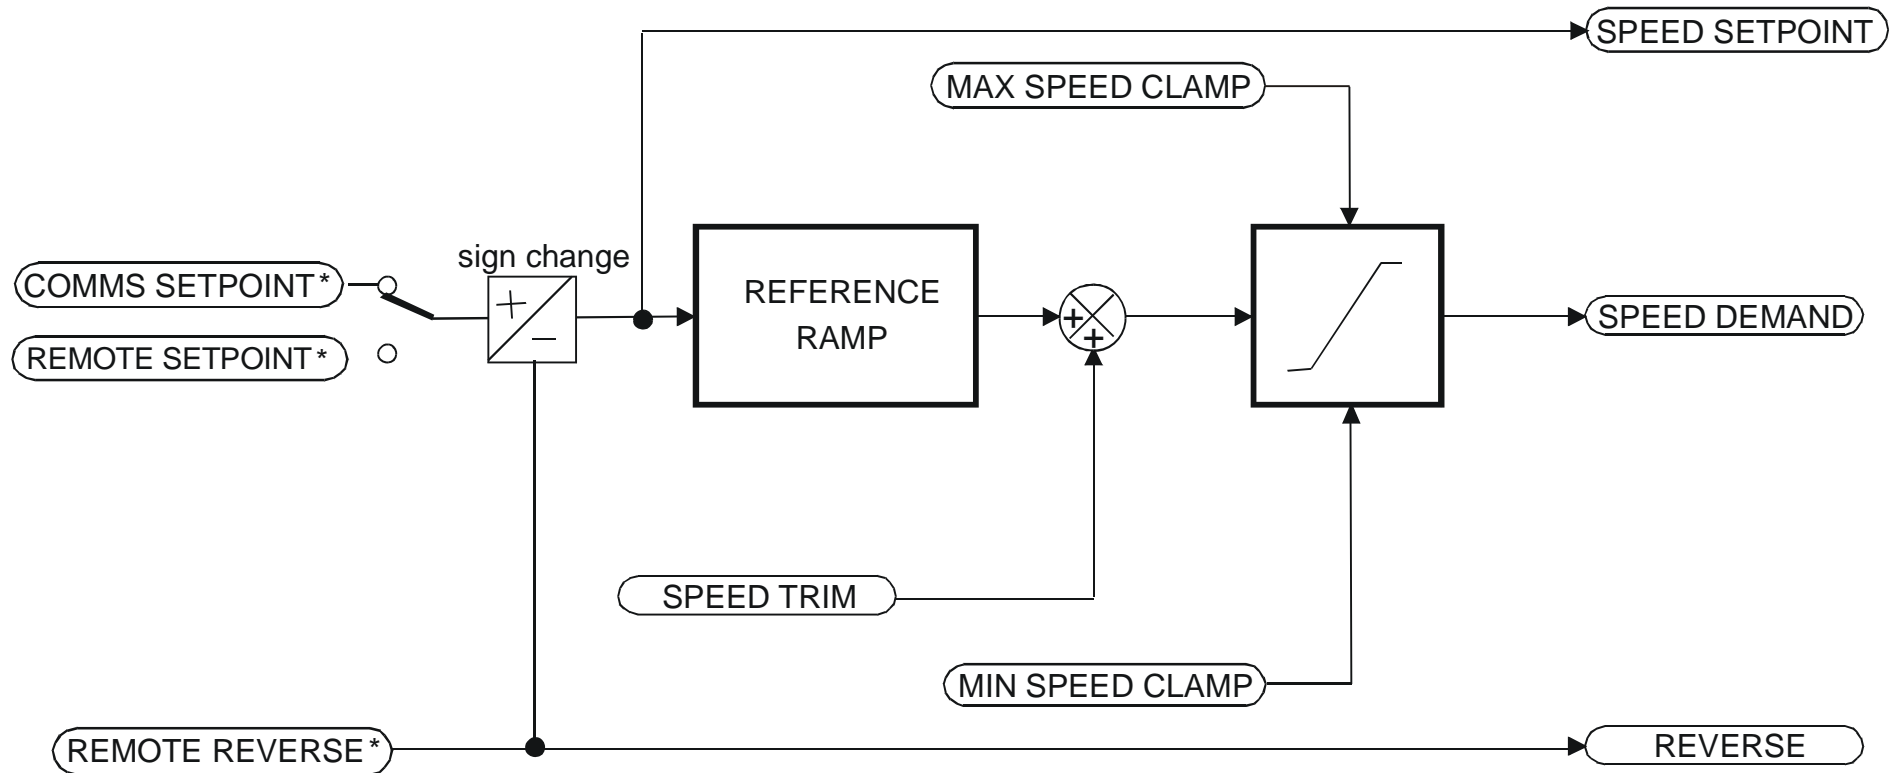 SPEED SETPOINT
MAX SPEED CLAMP
sign change
COMMS SETPOINT*
+
−
REFERENCE
RAMP
+
+
SPEED DEMAND
REMOTE SETPOINT*
SPEED TRIM
MIN SPEED CLAMP
REMOTE REVERSE*
REVERSE